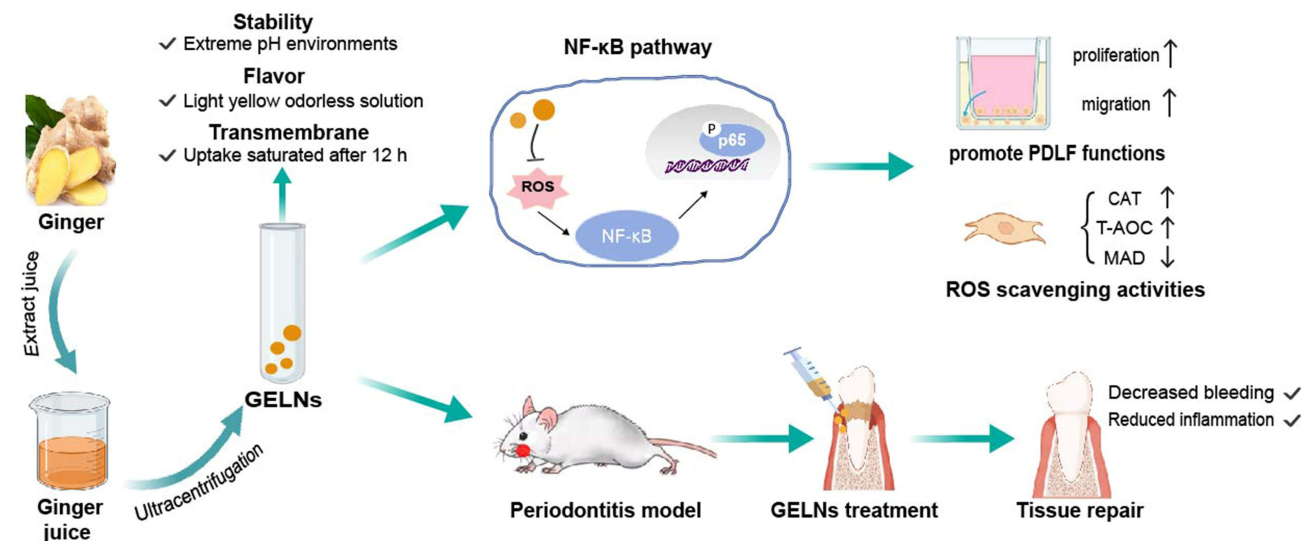 Stability
✓ Extreme pH environments
Flavor
✓ Light yellow odorless solution
Transmembrane
✓ Uptake saturated after 12 h
Ginger
Extract juice
Ginger
juice
Ultracentrifugation
GELNs
NF-κB pathway
ROS
NF-κB
P
p65
proliferation ↑
migration ↑
promote PDLF functions
CAT ↑
T-AOC ↑
MAD ↓
ROS scavenging activities
Periodontitis model
GELNs treatment
Tissue repair
Decreased bleeding ✓
Reduced inflammation ✓